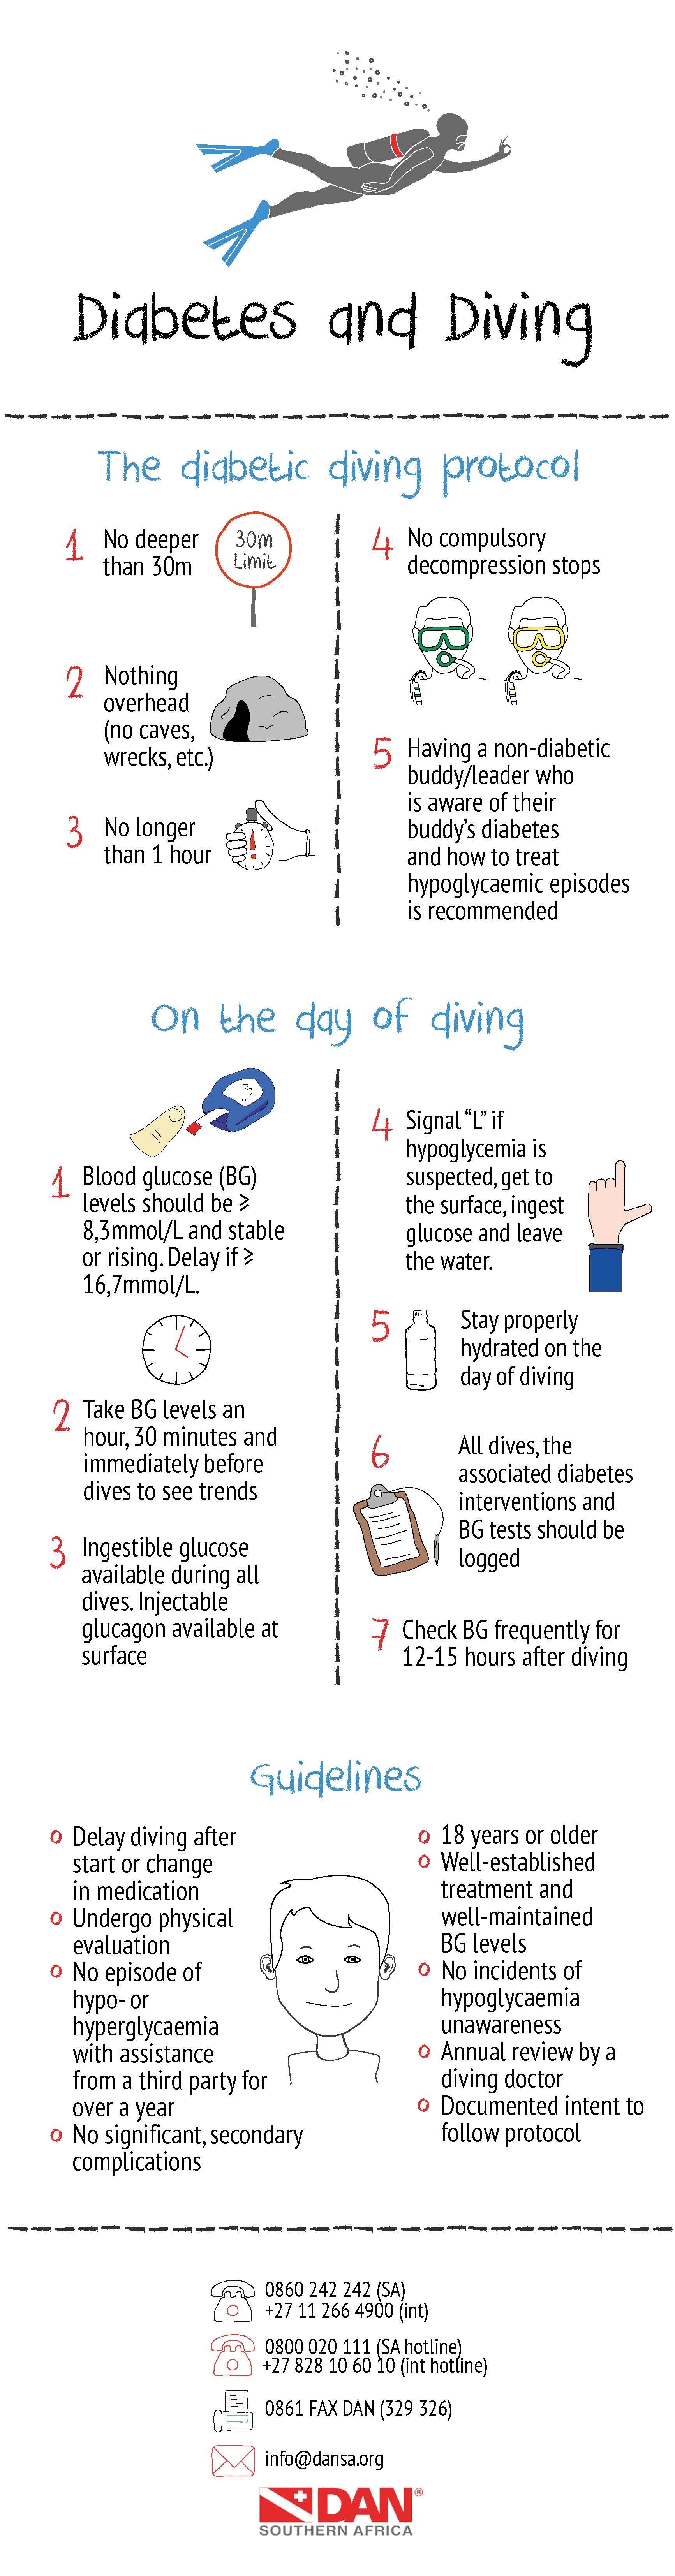 Diabetes and Diving
The diabetic diving protocol
1 No deeper
than 30m
30m
Limit
2 Nothing
overhead
(no caves,
wrecks, etc.)
3 No longer
than 1 hour
4 No compulsory
decompression stops
5 Having a non-diabetic
buddy/leader who
is aware of their
buddy's diabetes
and how to treat
hypoglycaemic episodes
is recommended
On the day of diving
1 Blood glucose (BG)
levels should be ≥
8,3mmol/L and stable
or rising. Delay if ≥
16,7mmol/L.
2 Take BG levels an
hour, 30 minutes and
immediately before
dives to see trends
3 Ingestible glucose
available during all
dives. Injectable
glucagon available at
surface
4 Signal “L” if
hypoglycemia is
suspected, get to
the surface, ingest
glucose and leave
the water.
5 Stay properly
hydrated on the
day of diving
6 All dives, the
associated diabetes
interventions and
BG tests should be
logged
7 Check BG frequently for
12-15 hours after diving
Guidelines
Delay diving after
start or change
in medication
Undergo physical
evaluation
No episode of
hypo- or
hyperglycaemia
with assistance
from a third party for
over a year
No significant, secondary
complications
18 years or older
Well-established
treatment and
well-maintained
BG levels
No incidents of
hypoglycaemia
unawareness
Annual review by a
diving doctor
Documented intent to
follow protocol
0860 242 242 (SA)
+27 11 266 4900 (int)
0800 020 111 (SA hotline)
+27 828 10 60 10 (int hotline)
0861 FAX DAN (329 326)
info@dansa.org
DAN®
SOUTHERN AFRICA